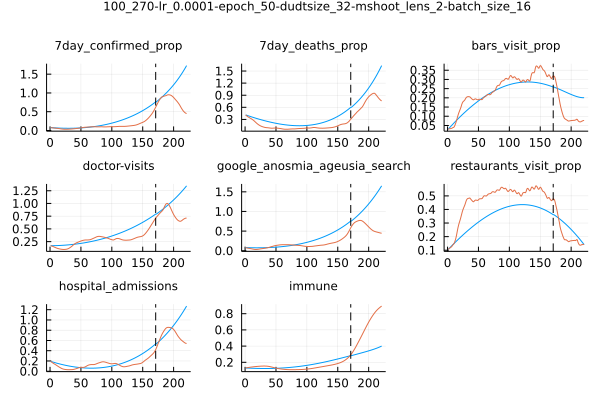 100_270-lr_0.0001-epoch_50-dudtsize_32-mshoot_lens_2-batch_size_16
7day_confirmed_prop
7day_deaths_prop
bars_visit_prop
1.5
1.0
0.5
0.0
0 50 100 150 200
1.5
1.2
0.9
0.6
0.3
0 50 100 150 200
0.35
0.30
0.25
0.20
0.15
0.10
0.05
0 50 100 150 200
doctor-visits
google_anosmia_ageusia_search
restaurants_visit_prop
1.25
1.00
0.75
0.50
0.25
0 50 100 150 200
1.5
1.0
0.5
0.0
0 50 100 150 200
0.5
0.4
0.3
0.2
0.1
0 50 100 150 200
hospital_admissions
immune
1.2
1.0
0.8
0.6
0.4
0.2
0.0
0 50 100 150 200
0.8
0.6
0.4
0.2
0 50 100 150 200